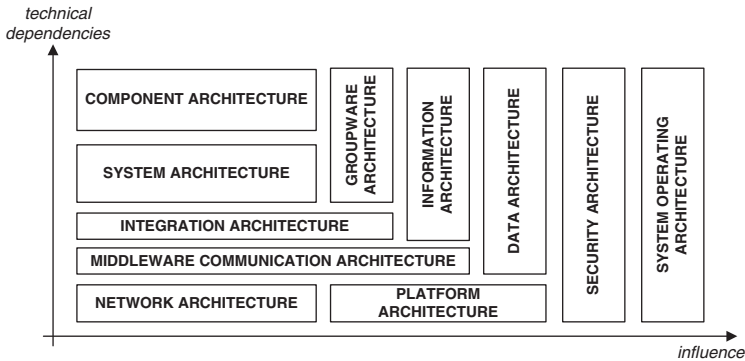 technical
dependencies
COMPONENT ARCHITECTURE
SYSTEM ARCHITECTURE
INTEGRATION ARCHITECTURE
MIDDLEWARE COMMUNICATION ARCHITECTURE
NETWORK ARCHITECTURE
PLATFORM
ARCHITECTURE
GROUPWARE
ARCHITECTURE
INFORMATION
ARCHITECTURE
DATA ARCHITECTURE
SECURITY ARCHITECTURE
SYSTEM OPERATING
ARCHITECTURE
influence